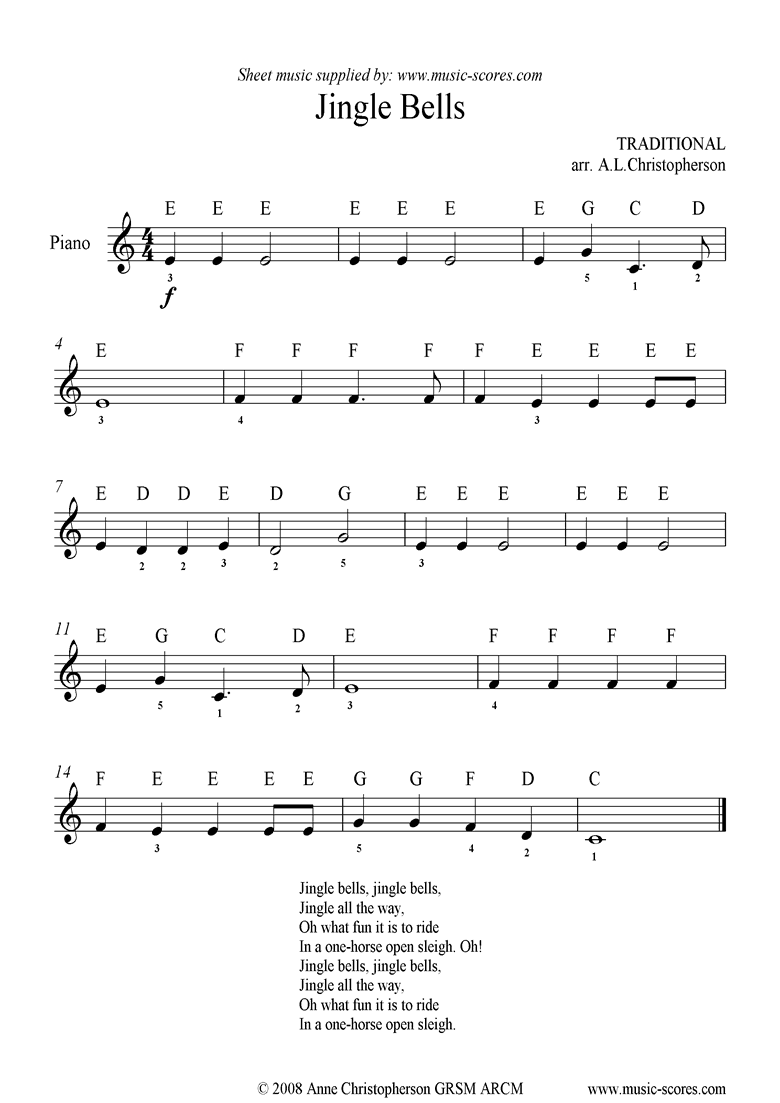 Sheet music supplied by: www.music-scores.com
Jingle Bells
TRADITIONAL
arr. A.L.Christopherson
E E E E E E E G C D
Piano
4
4
3 5 1 2
f
4
E F F F F F E E E E
3 4 3
7
E D D E D G E E E E E E
2 2 3 2 5 3
11
E G C D E F F F F
5 1 2 3 4
14
F E E E E G G F D C
3 5 4 2 1
Jingle bells, jingle bells,
Jingle all the way,
Oh what fun it is to ride
In a one-horse open sleigh. Oh!
Jingle bells, jingle bells,
Jingle all the way,
Oh what fun it is to ride
In a one-horse open sleigh.
© 2008 Anne Christopherson GRSM ARCM www.music-scores.com